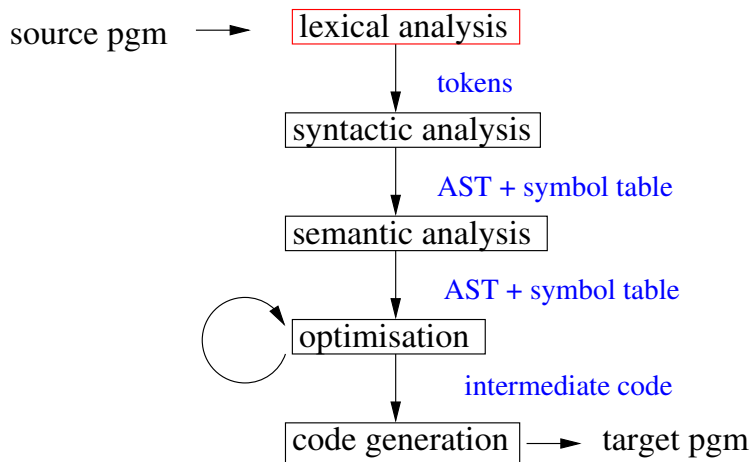 source pgm
lexical analysis
tokens
syntactic analysis
AST + symbol table
semantic analysis
AST + symbol table
optimisation
intermediate code
code generation
target pgm